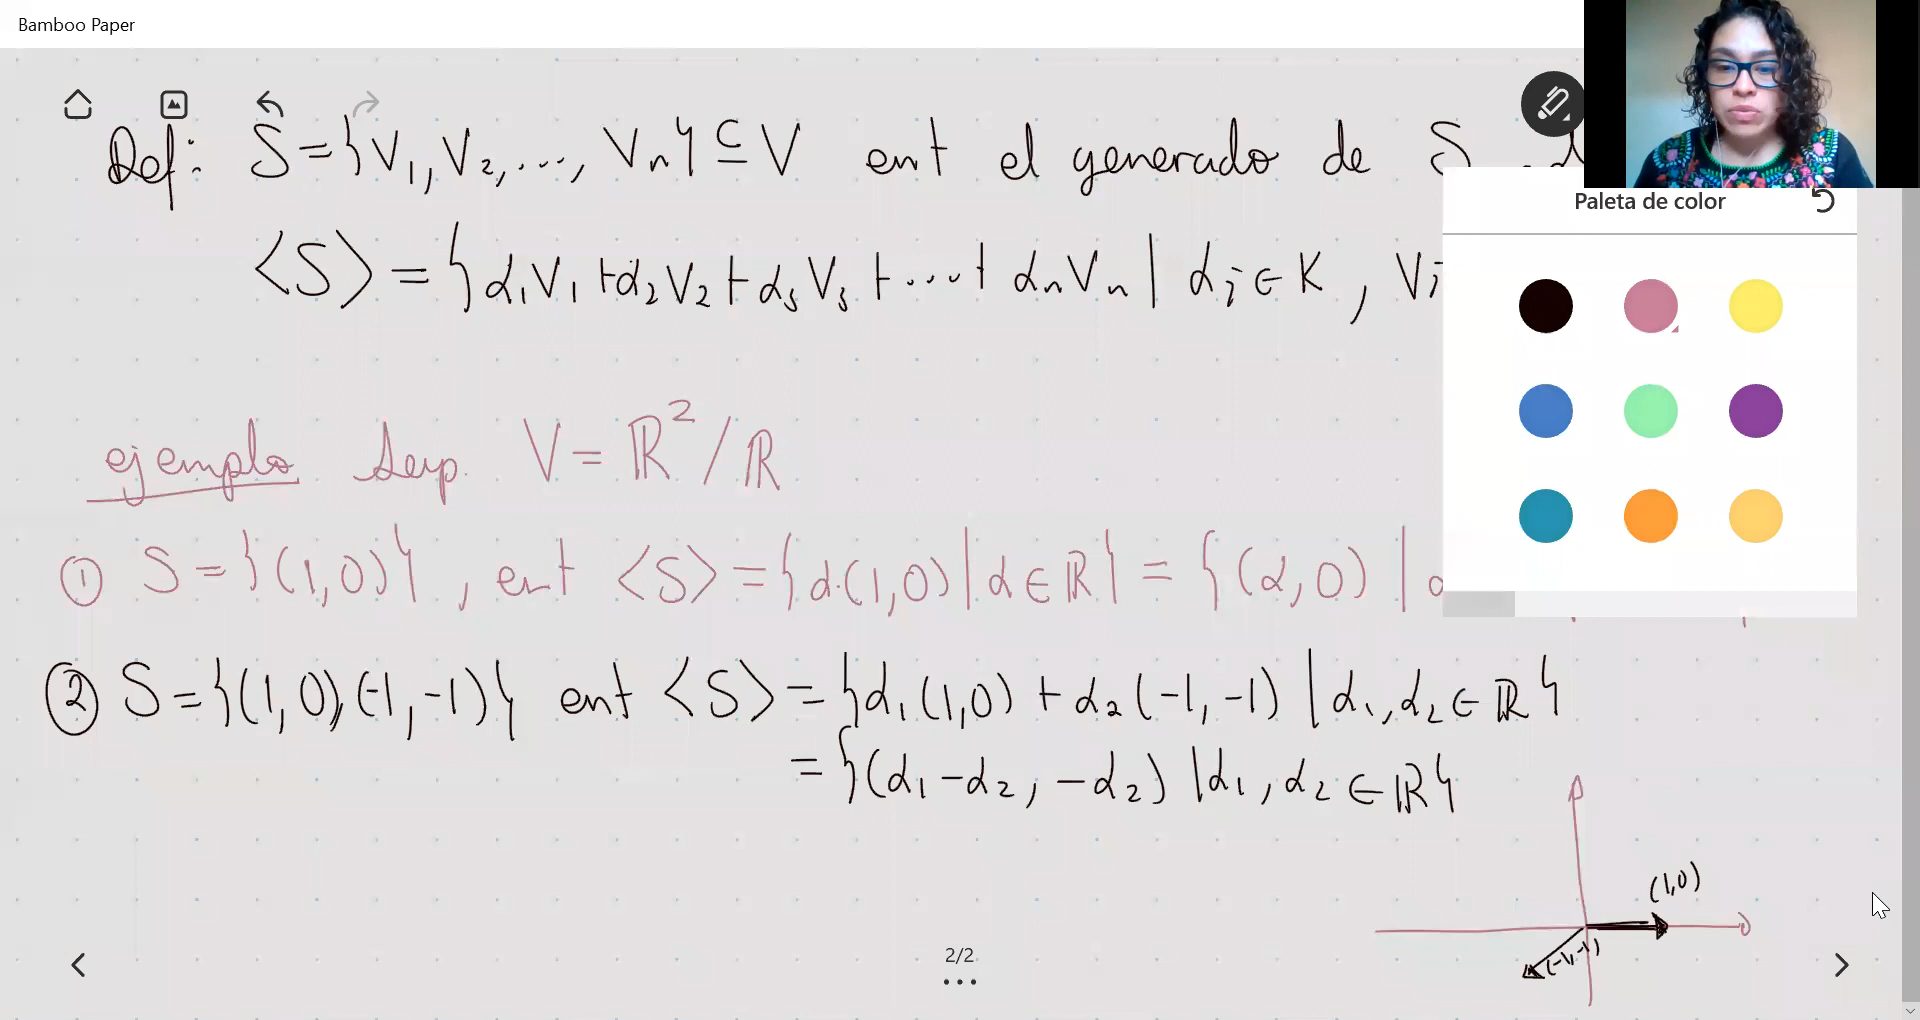 Bamboo Paper
Def: S = {V₁, V₂, ..., Vₙ} ⊆ V ent el generado de S
⟨S⟩ = {α₁V₁ + α₂V₂ + α₃V₃ + ... + αₙVₙ | αᵢ ∈ K, Vᵢ
Paleta de color
ejemplo Sup. V = ℝ² / ℝ
① S = {(1,0)}, ent ⟨S⟩ = {α·(1,0) | α ∈ ℝ} = {(α,0) | α
② S = {(1,0),(-1,-1)} ent ⟨S⟩ = {α₁(1,0) + α₂(-1,-1) | α₁,α₂ ∈ ℝ}
= {(α₁-α₂, -α₂) | α₁,α₂ ∈ ℝ}
(1,0)
(-1,-1)
2/2